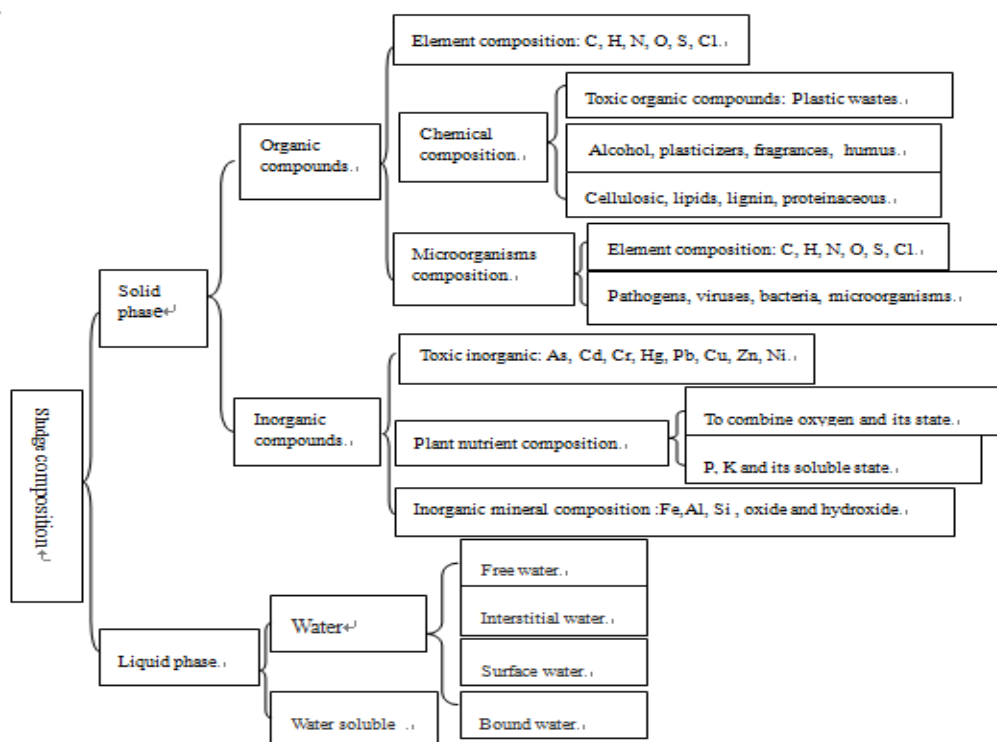 Sludge composition
Solid
phase
Organic
compounds.
Element composition: C, H, N, O, S, Cl.
Chemical
composition.
Toxic organic compounds: Plastic wastes.
Alcohol, plasticizers, fragrances, humus.
Cellulosic, lipids, lignin, proteinaceous.
Microorganisms
composition.
Element composition: C, H, N, O, S, Cl.
Pathogens, viruses, bacteria, microorganisms.
Inorganic
compounds.
Toxic inorganic: As, Cd, Cr, Hg, Pb, Cu, Zn, Ni.
Plant nutrient composition.
To combine oxygen and its state.
P, K and its soluble state.
Inorganic mineral composition :Fe,Al, Si , oxide and hydroxide.
Liquid phase.
Water
Free water.
Interstitial water.
Surface water.
Bound water.
Water soluble .